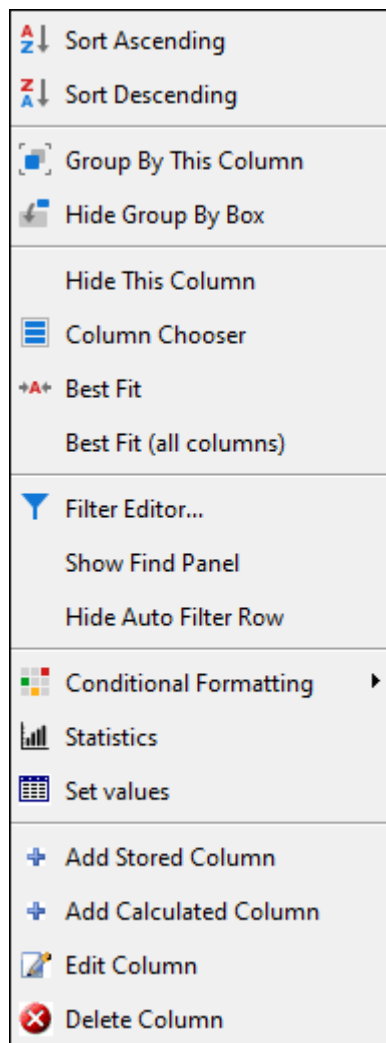 Sort Ascending
Sort Descending
Group By This Column
Hide Group By Box
Hide This Column
Column Chooser
Best Fit
Best Fit (all columns)
Filter Editor...
Show Find Panel
Hide Auto Filter Row
Conditional Formatting
Statistics
Set values
Add Stored Column
Add Calculated Column
Edit Column
Delete Column